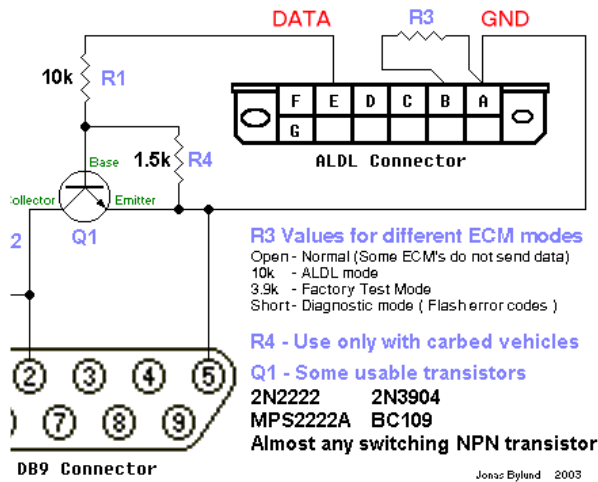 DATA R3 GND
10k R1
F E D C B A
G
1.5k R4
ALDL Connector
Base
ollector Emitter
Q1
2
R3 Values for different ECM modes
Open - Normal (Some ECM's do not send data)
10k - ALDL mode
3.9k - Factory Test Mode
Short - Diagnostic mode ( Flash error codes )
R4 - Use only with carbed vehicles
Q1 - Some usable transistors
2N2222 2N3904
MPS2222A BC109
Almost any switching NPN transistor
2 3 4 5
7 8 9
DB9 Connector
Jonas Bylund 2003